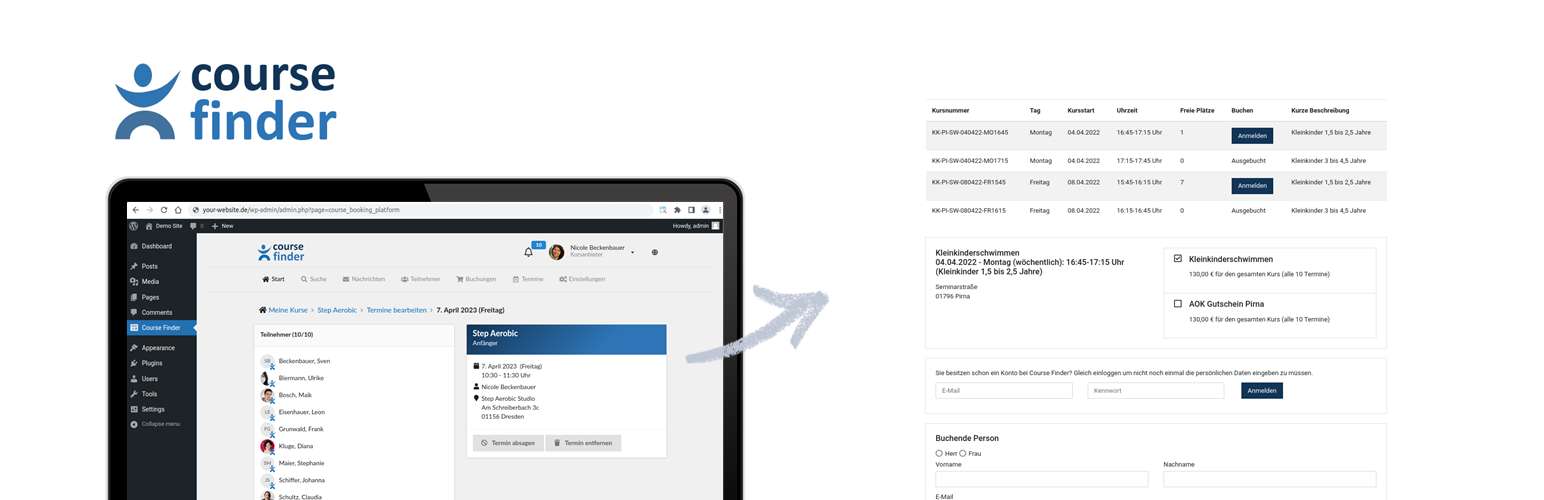 course
finder
your-website.de/wp-admin/admin.php?page=course_booking_platform
Demo Site 0 New
Howdy, admin
Dashboard
Posts
Media
Pages
Comments
Course Finder
Appearance
Plugins
Users
Tools
Settings
Collapse menu
course
finder
10
Nicole Beckenbauer
Kursanbieter
Start Suche Nachrichten Teilnehmer Buchungen Termine Einstellungen
Meine Kurse > Step Aerobic > Termine bearbeiten > 7. April 2023 (Freitag)
Teilnehmer (10/10)
SB Beckenbauer, Sven
Biermann, Ulrike
Bosch, Maik
LE Eisenhauer, Leon
FG Grunwald, Frank
Kluge, Diana
SM Maier, Stephanie
JS Schiffer, Johanna
Schultz, Claudia
Step Aerobic
Anfänger
7. April 2023 (Freitag)
10:30 - 11:30 Uhr
Nicole Beckenbauer
Step Aerobic Studio
Am Schreiberbach 3c
01156 Dresden
Termin absagen Termin entfernen
Kursnummer Tag Kursstart Uhrzeit Freie Plätze Buchen Kurze Beschreibung
KK-PI-SW-040422-MO1645 Montag 04.04.2022 16:45-17:15 Uhr 1 Anmelden Kleinkinder 1,5 bis 2,5 Jahre
KK-PI-SW-040422-MO1715 Montag 04.04.2022 17:15-17:45 Uhr 0 Ausgebucht Kleinkinder 3 bis 4,5 Jahre
KK-PI-SW-080422-FR1545 Freitag 08.04.2022 15:45-16:15 Uhr 7 Anmelden Kleinkinder 1,5 bis 2,5 Jahre
KK-PI-SW-080422-FR1615 Freitag 08.04.2022 16:15-16:45 Uhr 0 Ausgebucht Kleinkinder 3 bis 4,5 Jahre
Kleinkinderschwimmen
04.04.2022 - Montag (wöchentlich): 16:45-17:15 Uhr
(Kleinkinder 1,5 bis 2,5 Jahre)
Seminarstraße
01796 Pirna
Kleinkinderschwimmen
130,00 € für den gesamten Kurs (alle 10 Termine)
AOK Gutschein Pirna
130,00 € für den gesamten Kurs (alle 10 Termine)
Sie besitzen schon ein Konto bei Course Finder? Gleich einloggen um nicht noch einmal die persönlichen Daten eingeben zu müssen.
E-Mail Kennwort Anmelden
Buchende Person
Herr Frau
Vorname Nachname
E-Mail